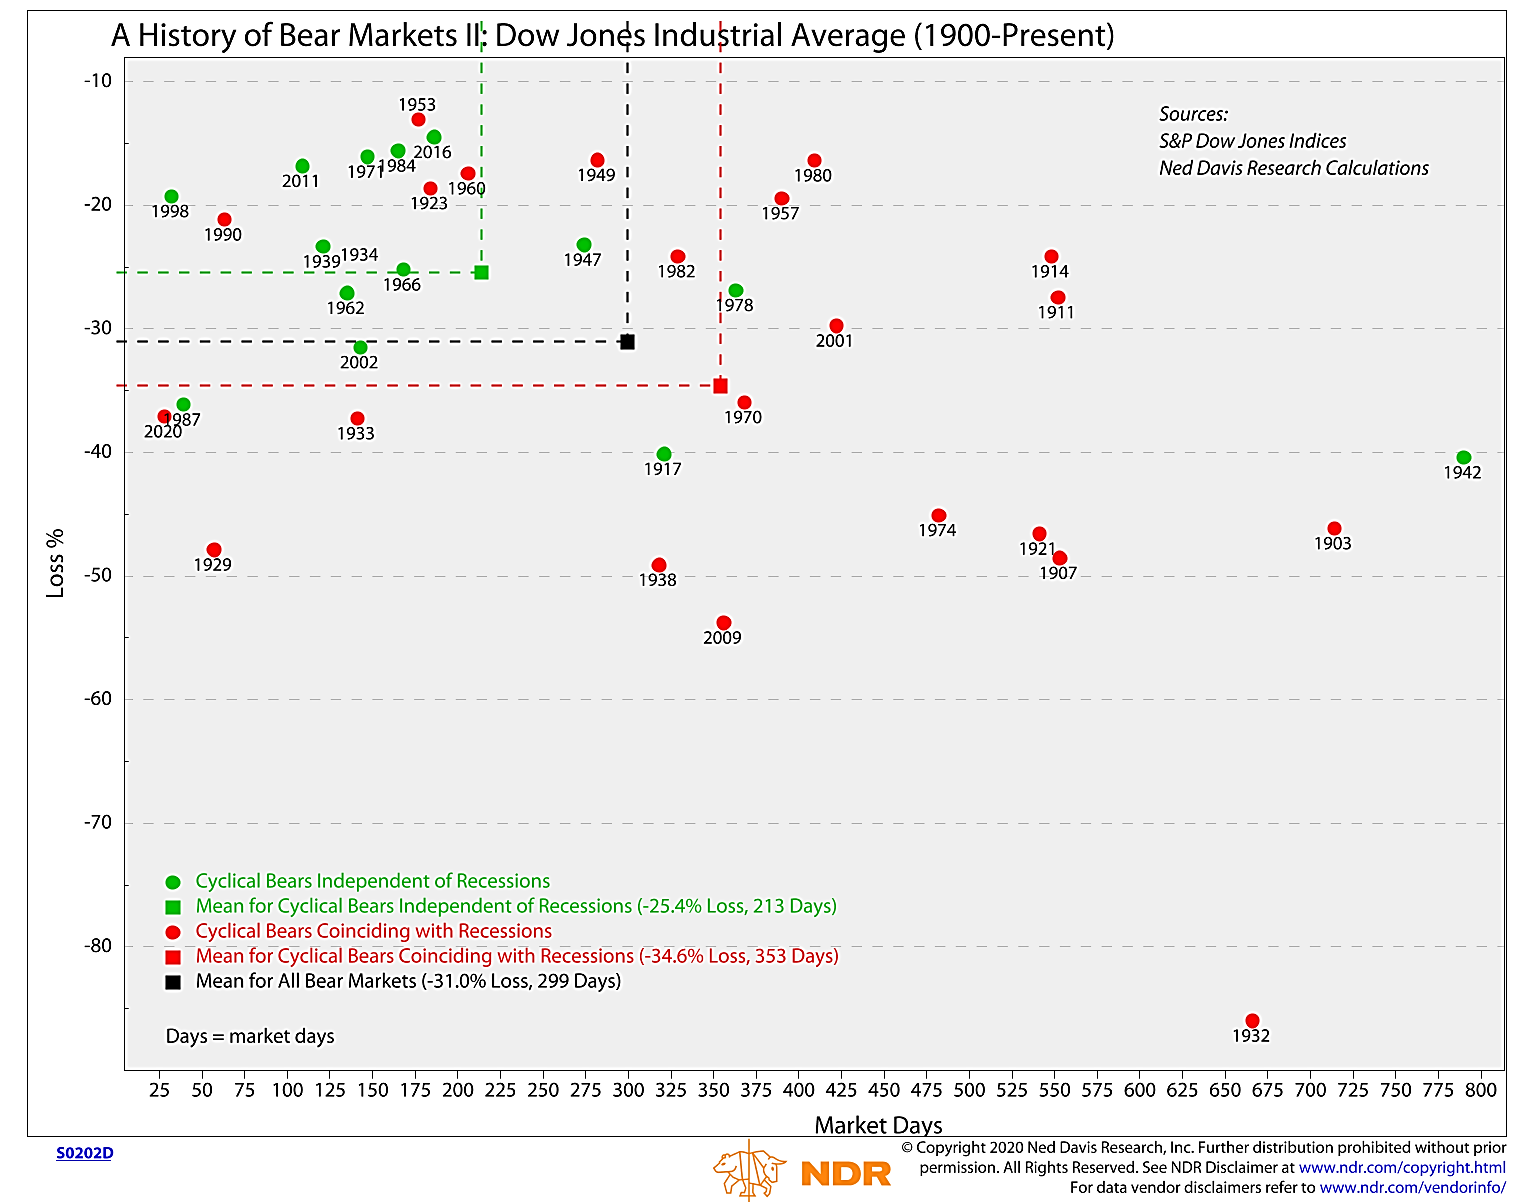 A History of Bear Markets II: Dow Jones Industrial Average (1900-Present)
-10
1953
Sources:
S&P Dow Jones Indices
Ned Davis Research Calculations
2016
1971
1984
2011
1949
1980
1960
1923
-20
1998
1957
1990
1934
1939
1947
1982
1914
1966
1962
1978
1911
-30
2001
2002
1987
2020
1933
1970
-40
1917
1942
1974
1903
1921
Loss %
1929
1907
-50
1938
2009
-60
-70
Cyclical Bears Independent of Recessions
Mean for Cyclical Bears Independent of Recessions (-25.4% Loss, 213 Days)
Cyclical Bears Coinciding with Recessions
-80
Mean for Cyclical Bears Coinciding with Recessions (-34.6% Loss, 353 Days)
Mean for All Bear Markets (-31.0% Loss, 299 Days)
Days = market days
1932
25 50 75 100 125 150 175 200 225 250 275 300 325 350 375 400 425 450 475 500 525 550 575 600 625 650 675 700 725 750 775 800
Market Days
S0202D
NDR
© Copyright 2020 Ned Davis Research, Inc. Further distribution prohibited without prior
permission. All Rights Reserved. See NDR Disclaimer at www.ndr.com/copyright.html
For data vendor disclaimers refer to www.ndr.com/vendorinfo/